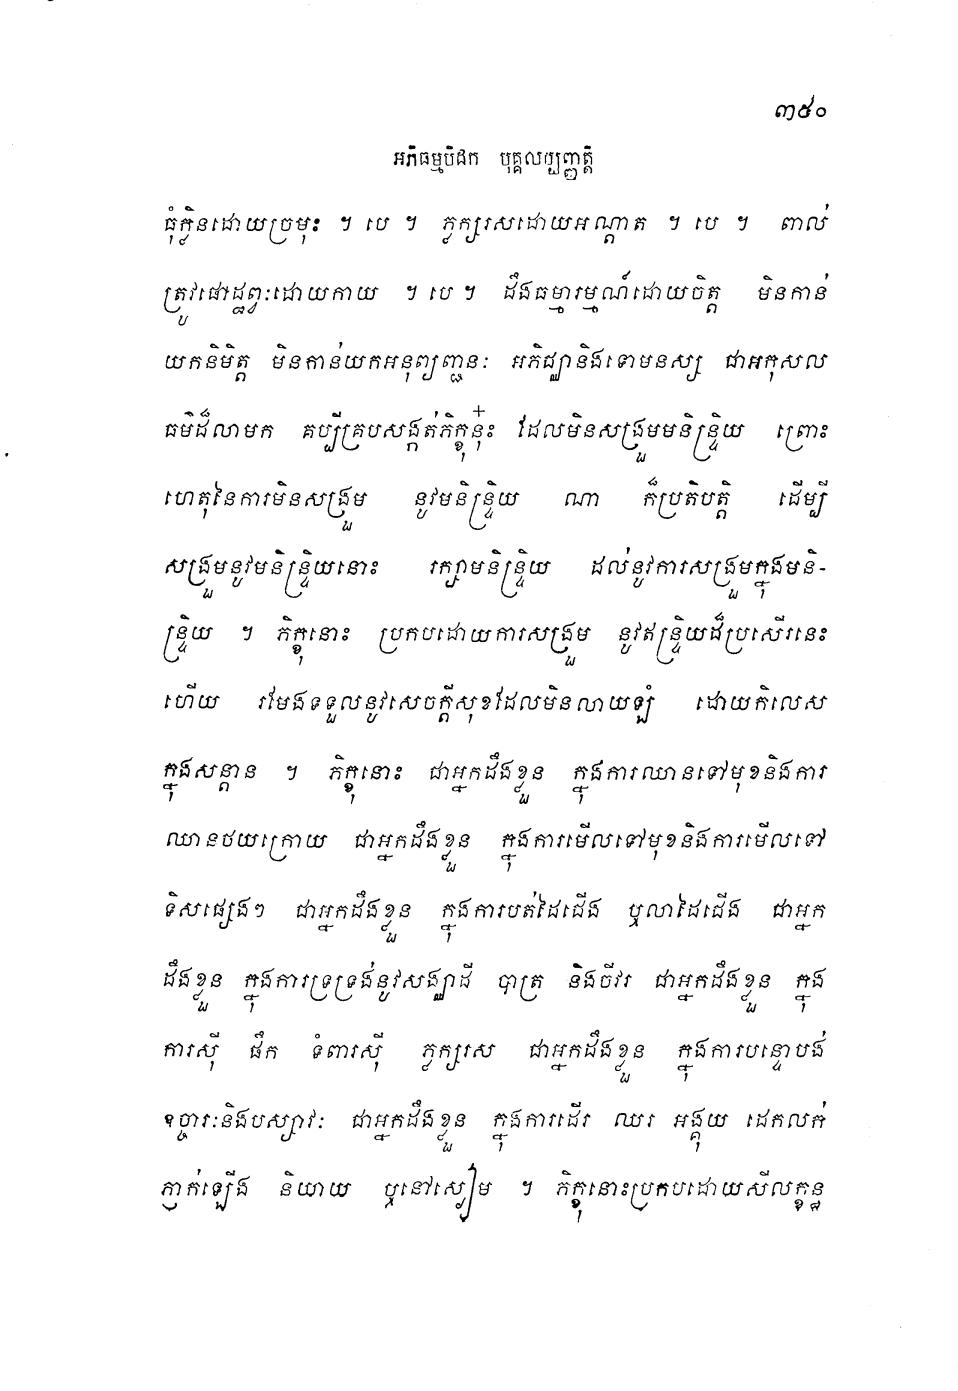 ៣៥០
អភិធម្មបិដក បុគ្គលប្បញ្ញត្តិ
ធុំក្លិនដោយច្រមុះ ។ បេ ។ ភ្លក្សរសដោយអណ្តាត ។ បេ ។ ពាល់
ត្រូវផោដ្ឋព្វៈដោយកាយ ។ បេ ។ ដឹងធម្មារម្មណ៍ដោយចិត្ត មិនកាន់
យកនិមិត្ត មិនកាន់យកអនុព្យញ្ជនៈ អភិជ្ឈានិងទោមនស្ស ជាអកុសល
ធម៌ដ៏លាមក គប្បីគ្របសង្កត់ភិក្ខុនុ៎ះ ដែលមិនសង្រួមមនិន្ទ្រិយ ព្រោះ
ហេតុនៃការមិនសង្រួម នូវមនិន្ទ្រិយ ណា ក៏ប្រតិបត្តិ ដើម្បី
សង្រួមនូវមនិន្ទ្រិយនោះ រក្សាមនិន្ទ្រិយ ដល់នូវការសង្រួមក្នុងមនិ-
ន្ទ្រិយ ។ ភិក្ខុនោះ ប្រកបដោយការសង្រួម នូវឥន្ទ្រិយដ៏ប្រសើរនេះ
ហើយ រមែងទទួលនូវសេចក្តីសុខដែលមិនលាយឡំ ដោយកិលេស
ក្នុងសន្តាន ។ ភិក្ខុនោះ ជាអ្នកដឹងខ្លួន ក្នុងការឈានទៅមុខនិងការ
ឈានថយក្រោយ ជាអ្នកដឹងខ្លួន ក្នុងការមើលទៅមុខនិងការមើលទៅ
ទិសផ្សេងៗ ជាអ្នកដឹងខ្លួន ក្នុងការបត់ដៃជើង ឬលាដៃជើង ជាអ្នក
ដឹងខ្លួន ក្នុងការទ្រទ្រង់នូវសង្ឃាដី បាត្រ និងចីវរ ជាអ្នកដឹងខ្លួន ក្នុង
ការស៊ី ផឹក ទំពារស៊ី ភ្លក្សរស ជាអ្នកដឹងខ្លួន ក្នុងការបន្ទោបង់
ឧច្ចារៈនិងបស្សាវៈ ជាអ្នកដឹងខ្លួន ក្នុងការដើរ ឈរ អង្គុយ ដេកលក់
ភ្ញាក់ឡើង និយាយ ឬនៅស្ងៀម ។ ភិក្ខុនោះប្រកបដោយសីលក្ខន្ធ